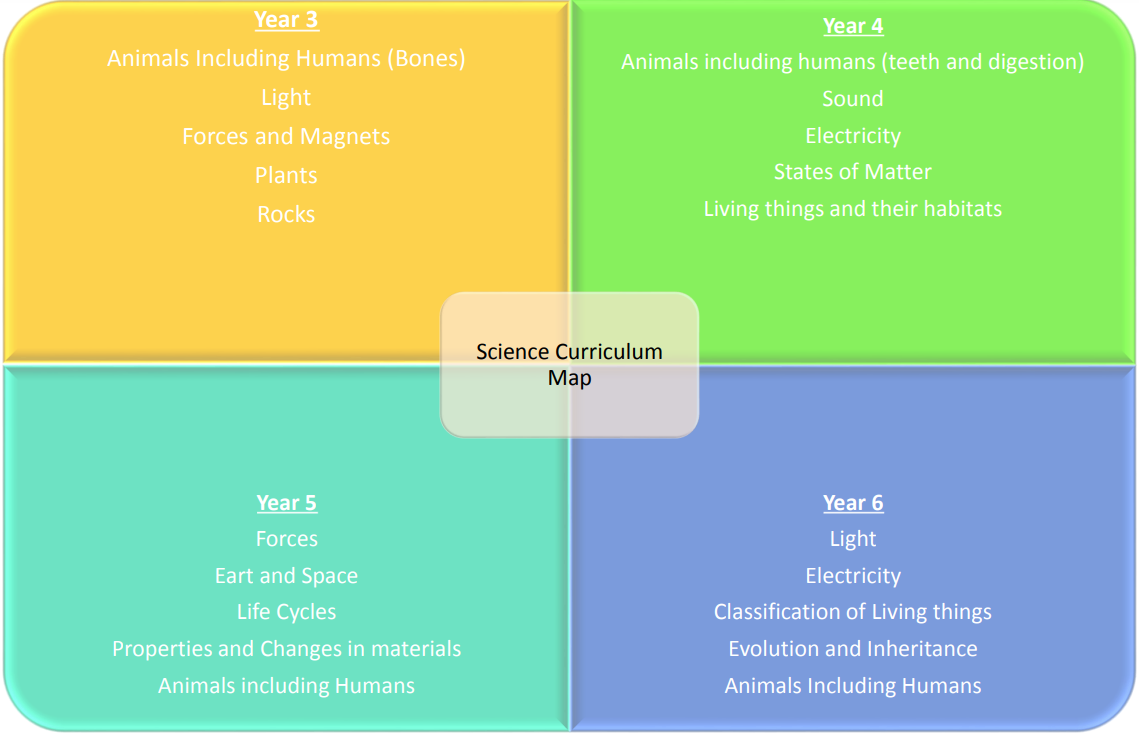 Year 3
Animals Including Humans (Bones)
Light
Forces and Magnets
Plants
Rocks
Year 4
Animals including humans (teeth and digestion)
Sound
Electricity
States of Matter
Living things and their habitats
Science Curriculum
Map
Year 5
Forces
Eart and Space
Life Cycles
Properties and Changes in materials
Animals including Humans
Year 6
Light
Electricity
Classification of Living things
Evolution and Inheritance
Animals Including Humans